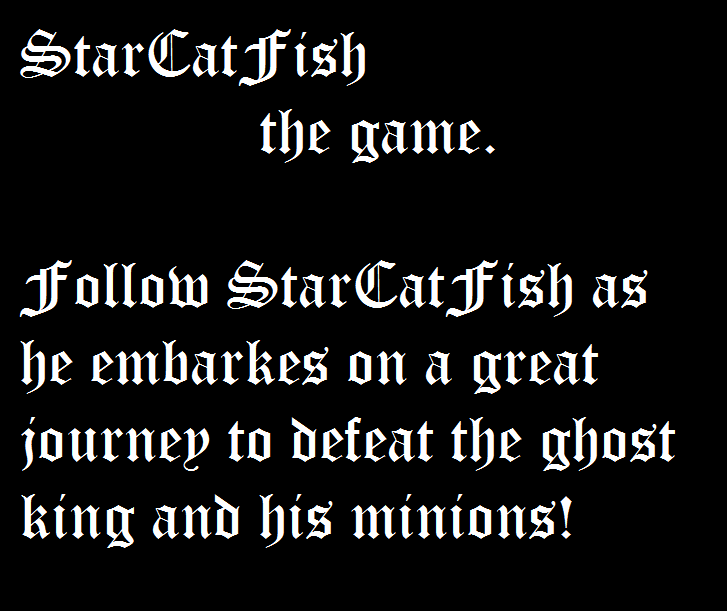 StarCatFish
the game.
Follow StarCatFish as
he embarkes on a great
journey to defeat the ghost
king and his minions!